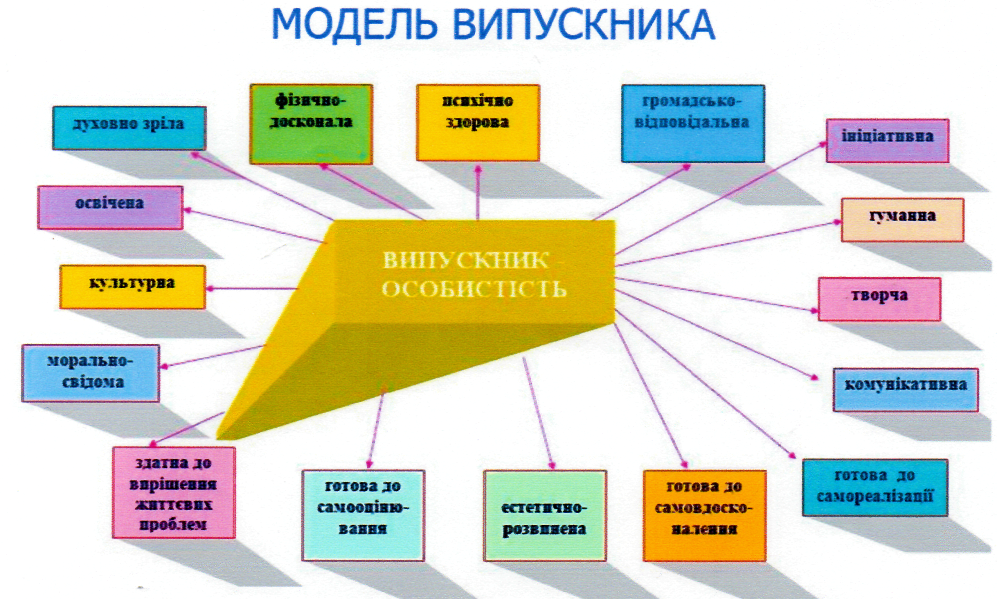 МОДЕЛЬ ВИПУСКНИКА
духовно зріла
фізично-
досконала
психічно
здорова
громадсько-
відповідальна
ініціативна
освічена
гуманна
ВИПУСКНИК -
ОСОБИСТІСТЬ
культурна
творча
морально-
свідома
комунікативна
здатна до
вирішення
життєвих
проблем
готова до
самооціню-
вання
естетично-
розвинена
готова до
самовдоско-
налення
готова до
самореалізації